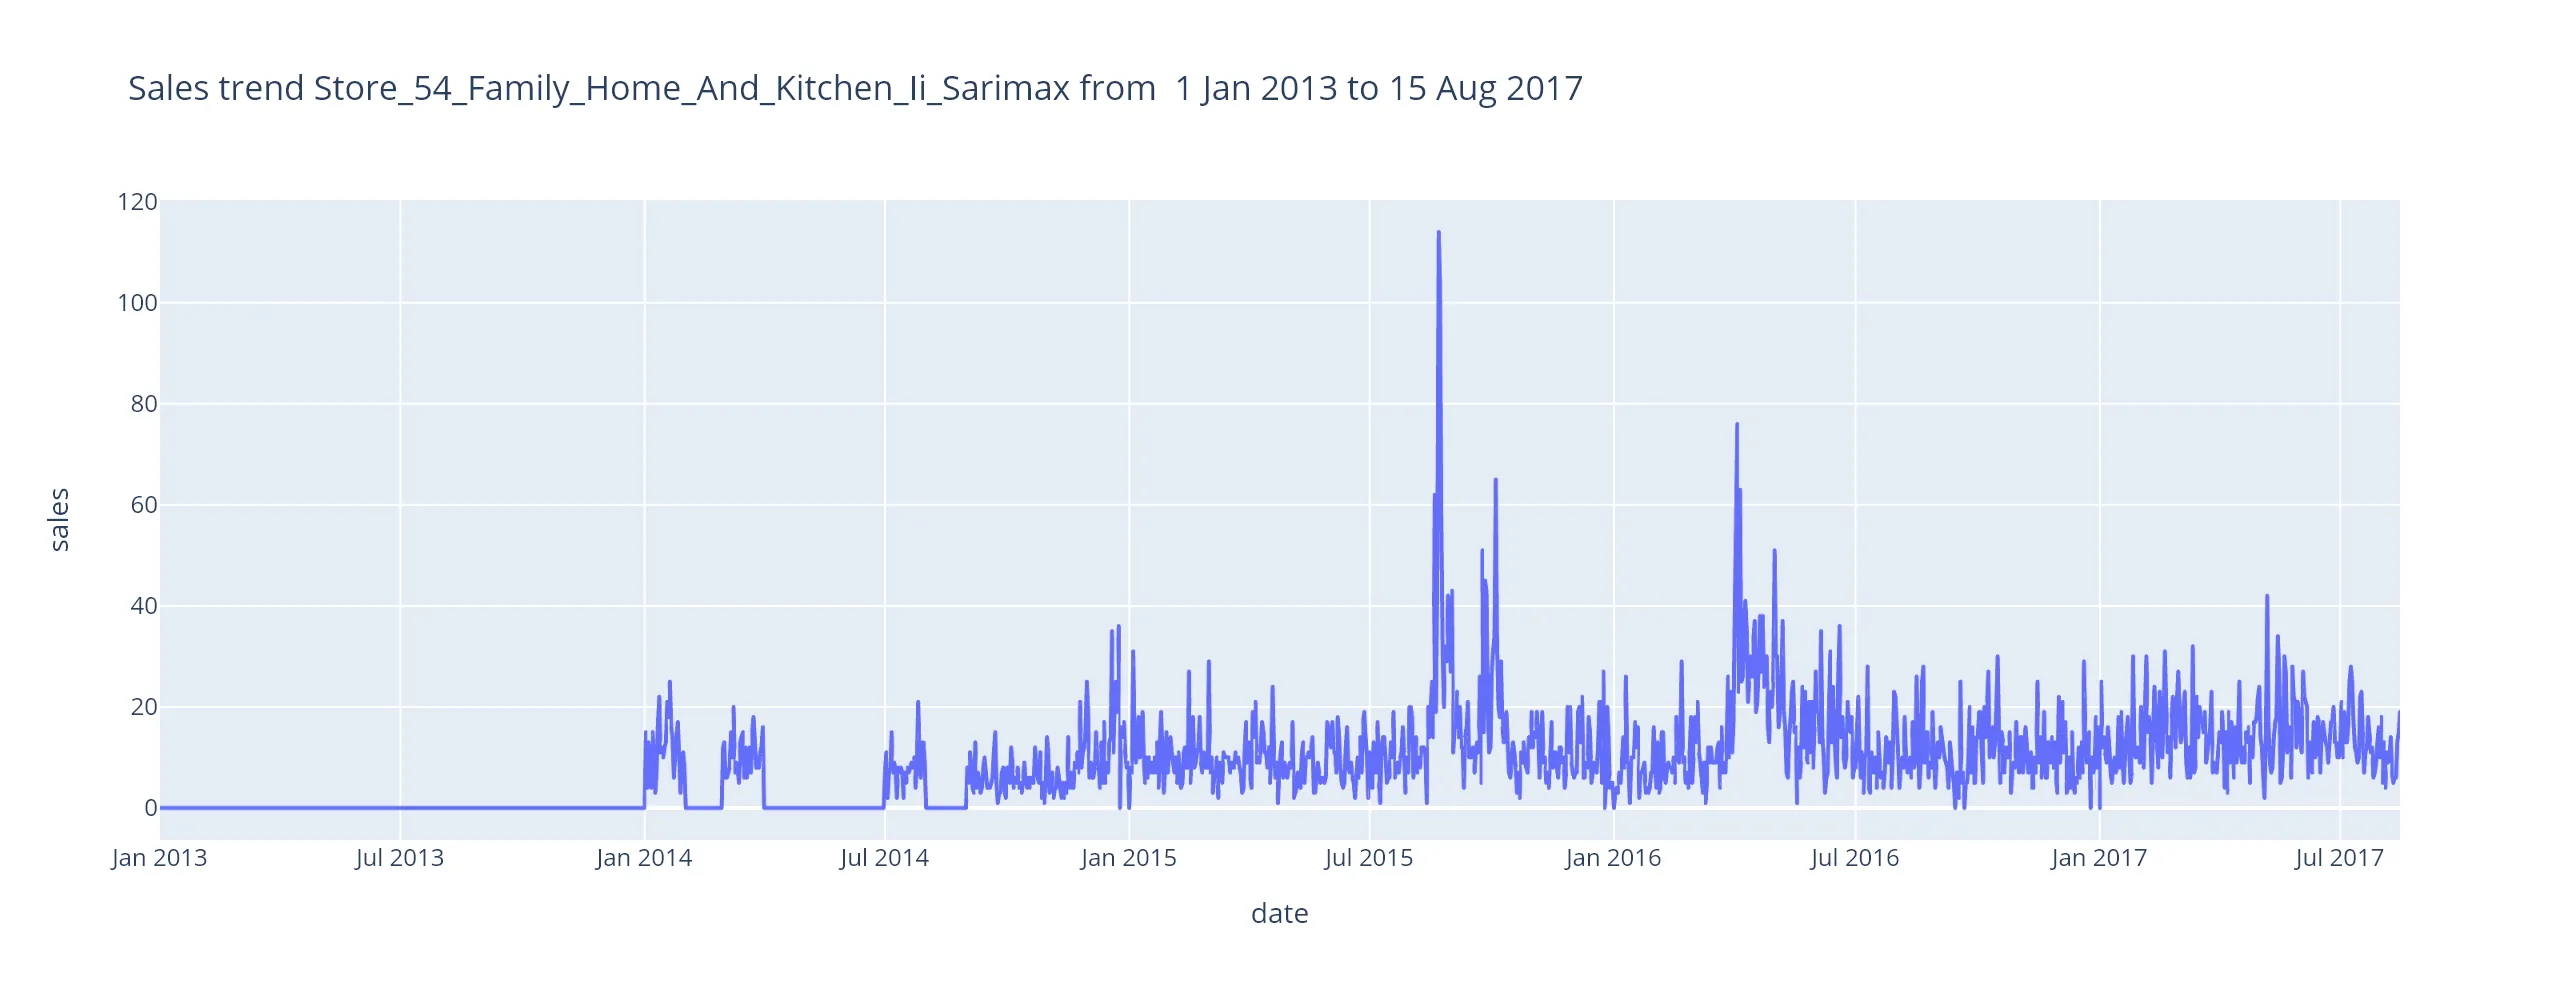 Sales trend Store_54_Family_Home_And_Kitchen_Ii_Sarimax from  1 Jan 2013 to 15 Aug 2017
120
100
80
60
40
20
0
sales
Jan 2013 Jul 2013 Jan 2014 Jul 2014 Jan 2015 Jul 2015 Jan 2016 Jul 2016 Jan 2017 Jul 2017
date